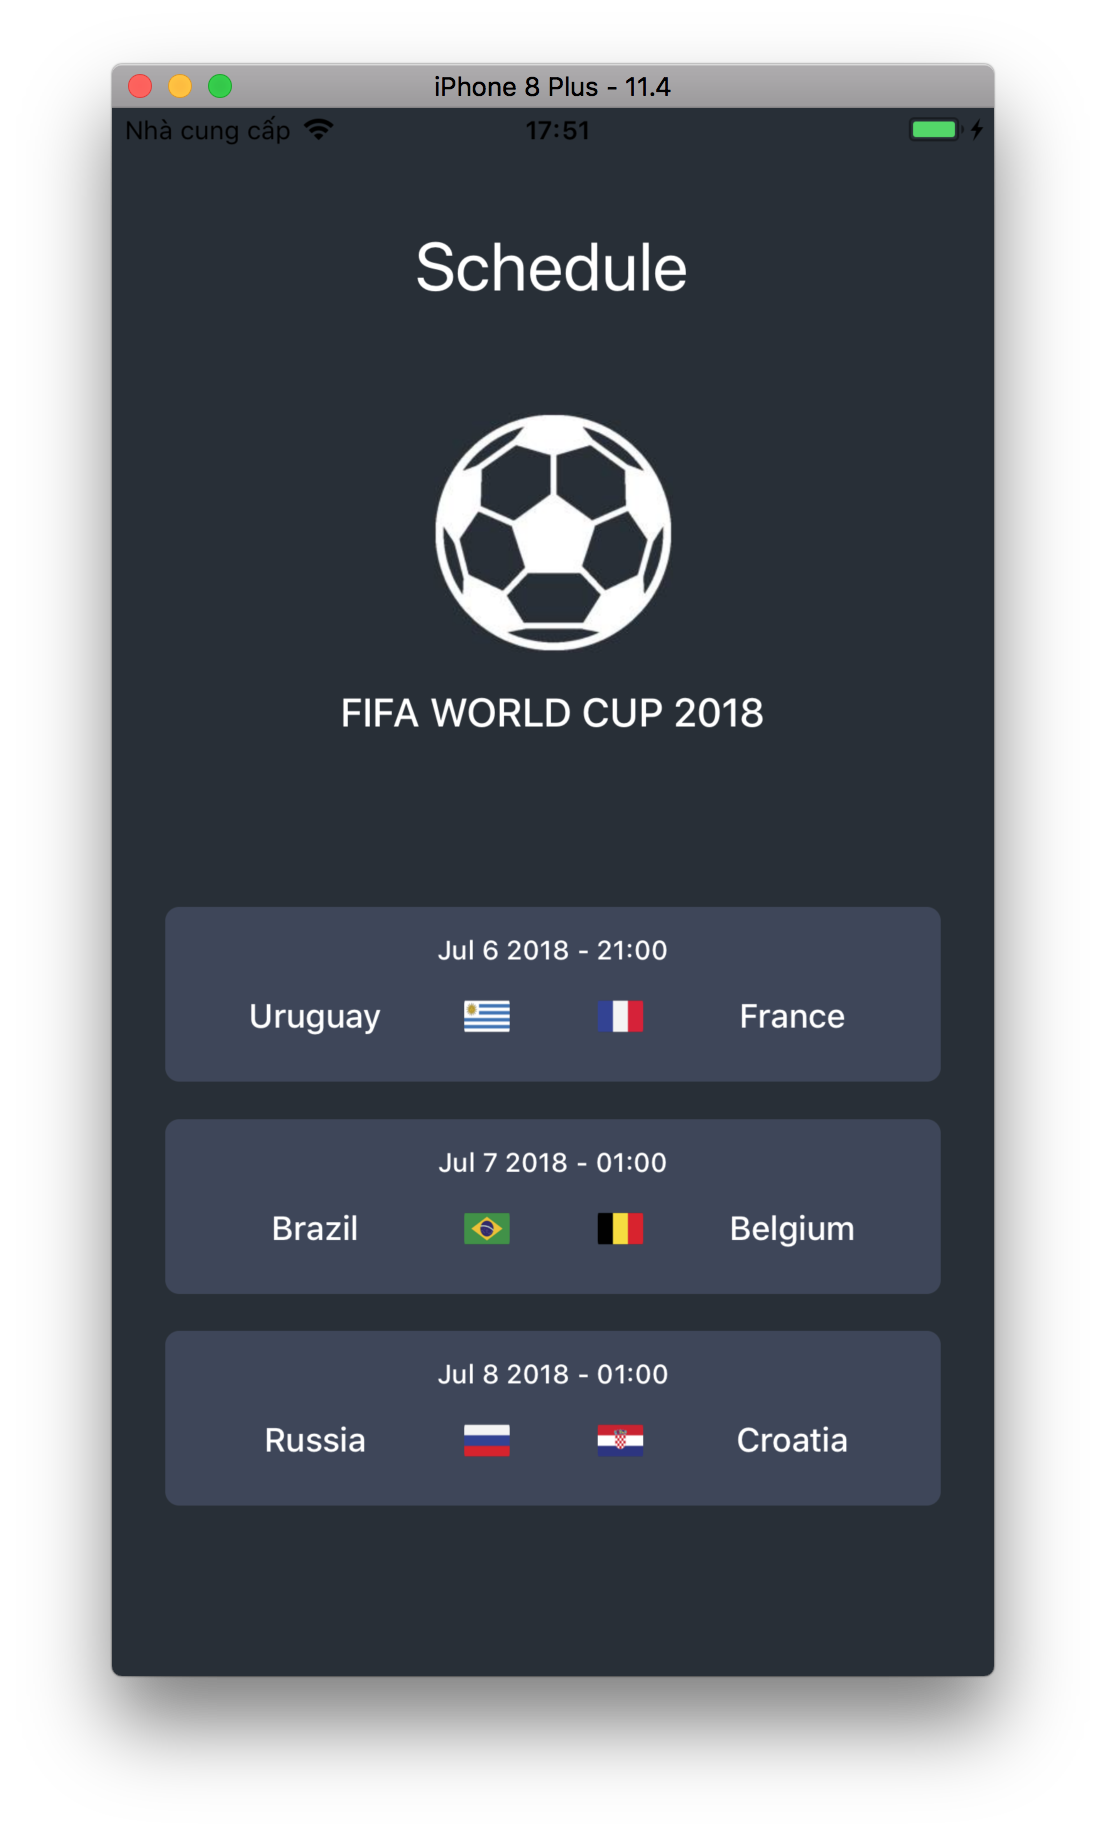 iPhone 8 Plus - 11.4
Nhà cung cấp 17:51
Schedule
FIFA WORLD CUP 2018
Jul 6 2018 - 21:00
Uruguay France
Jul 7 2018 - 01:00
Brazil Belgium
Jul 8 2018 - 01:00
Russia Croatia